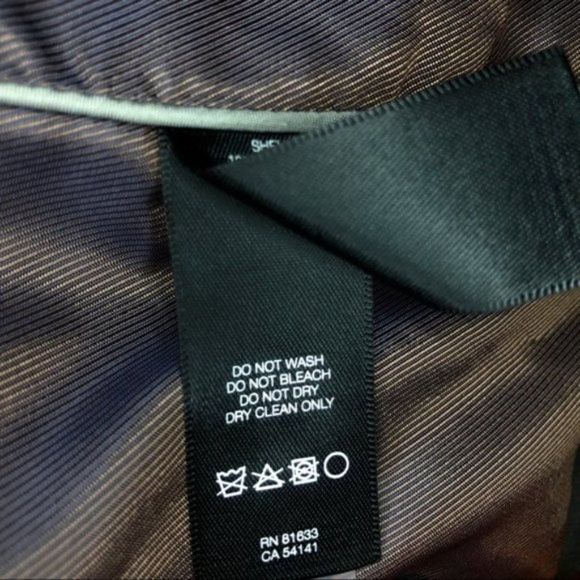 DO NOT WASH
DO NOT BLEACH
DO NOT DRY
DRY CLEAN ONLY
RN 81633
CA 54141